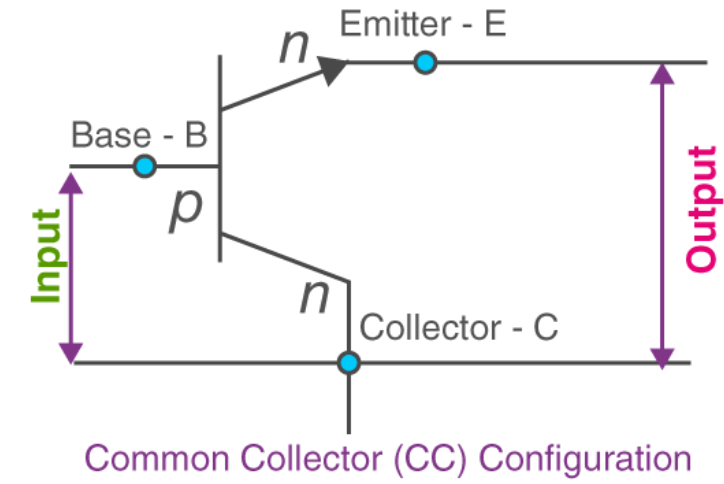 Emitter - E
n
Base - B
p
Input
Output
n
Collector - C
Common Collector (CC) Configuration